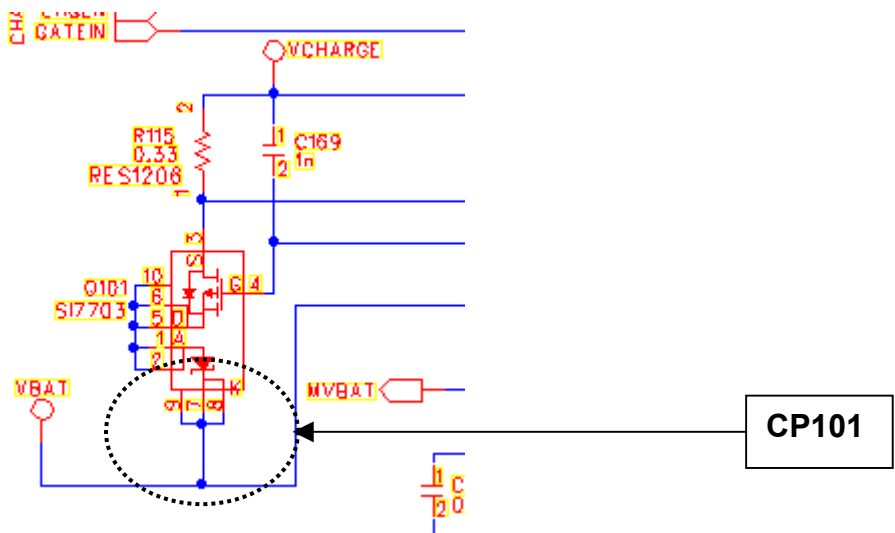 GATEIN
VCHARGE
2
R115
0.33
RES1206
1
1
C169
1n
2
3
S
10
Q101
SI7703
6
G 4
5
D
1
A
2
VBAT
9
7
8
K
MVBAT
CP101
1
2